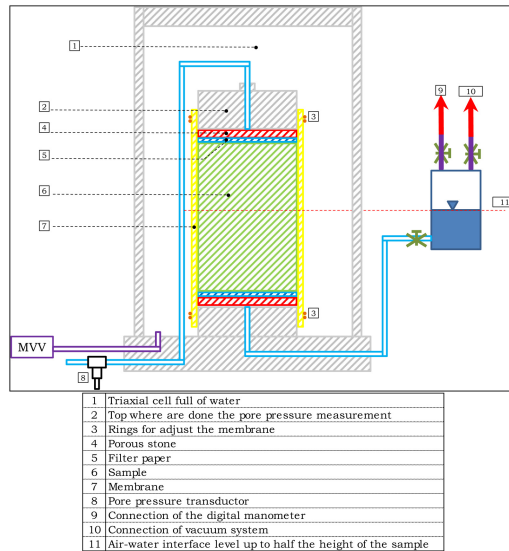 1
9
10
2
3
4
5
6
11
7
3
MVV
8
1 Triaxial cell full of water
2 Top where are done the pore pressure measurement
3 Rings for adjust the membrane
4 Porous stone
5 Filter paper
6 Sample
7 Membrane
8 Pore pressure transductor
9 Connection of the digital manometer
10 Connection of vacuum system
11 Air-water interface level up to half the height of the sample